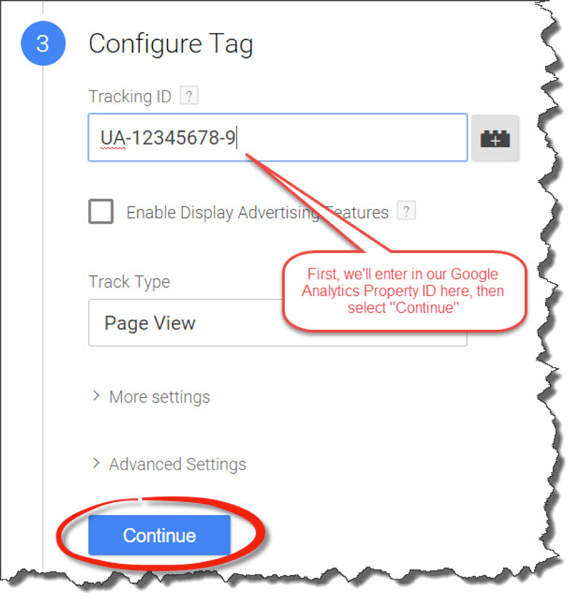 3 Configure Tag
Tracking ID ?
UA-12345678-9
Enable Display Advertising Features ?
First, we'll enter in our Google
Analytics Property ID here, then
select "Continue"
Track Type
Page View
More settings
Advanced Settings
Continue